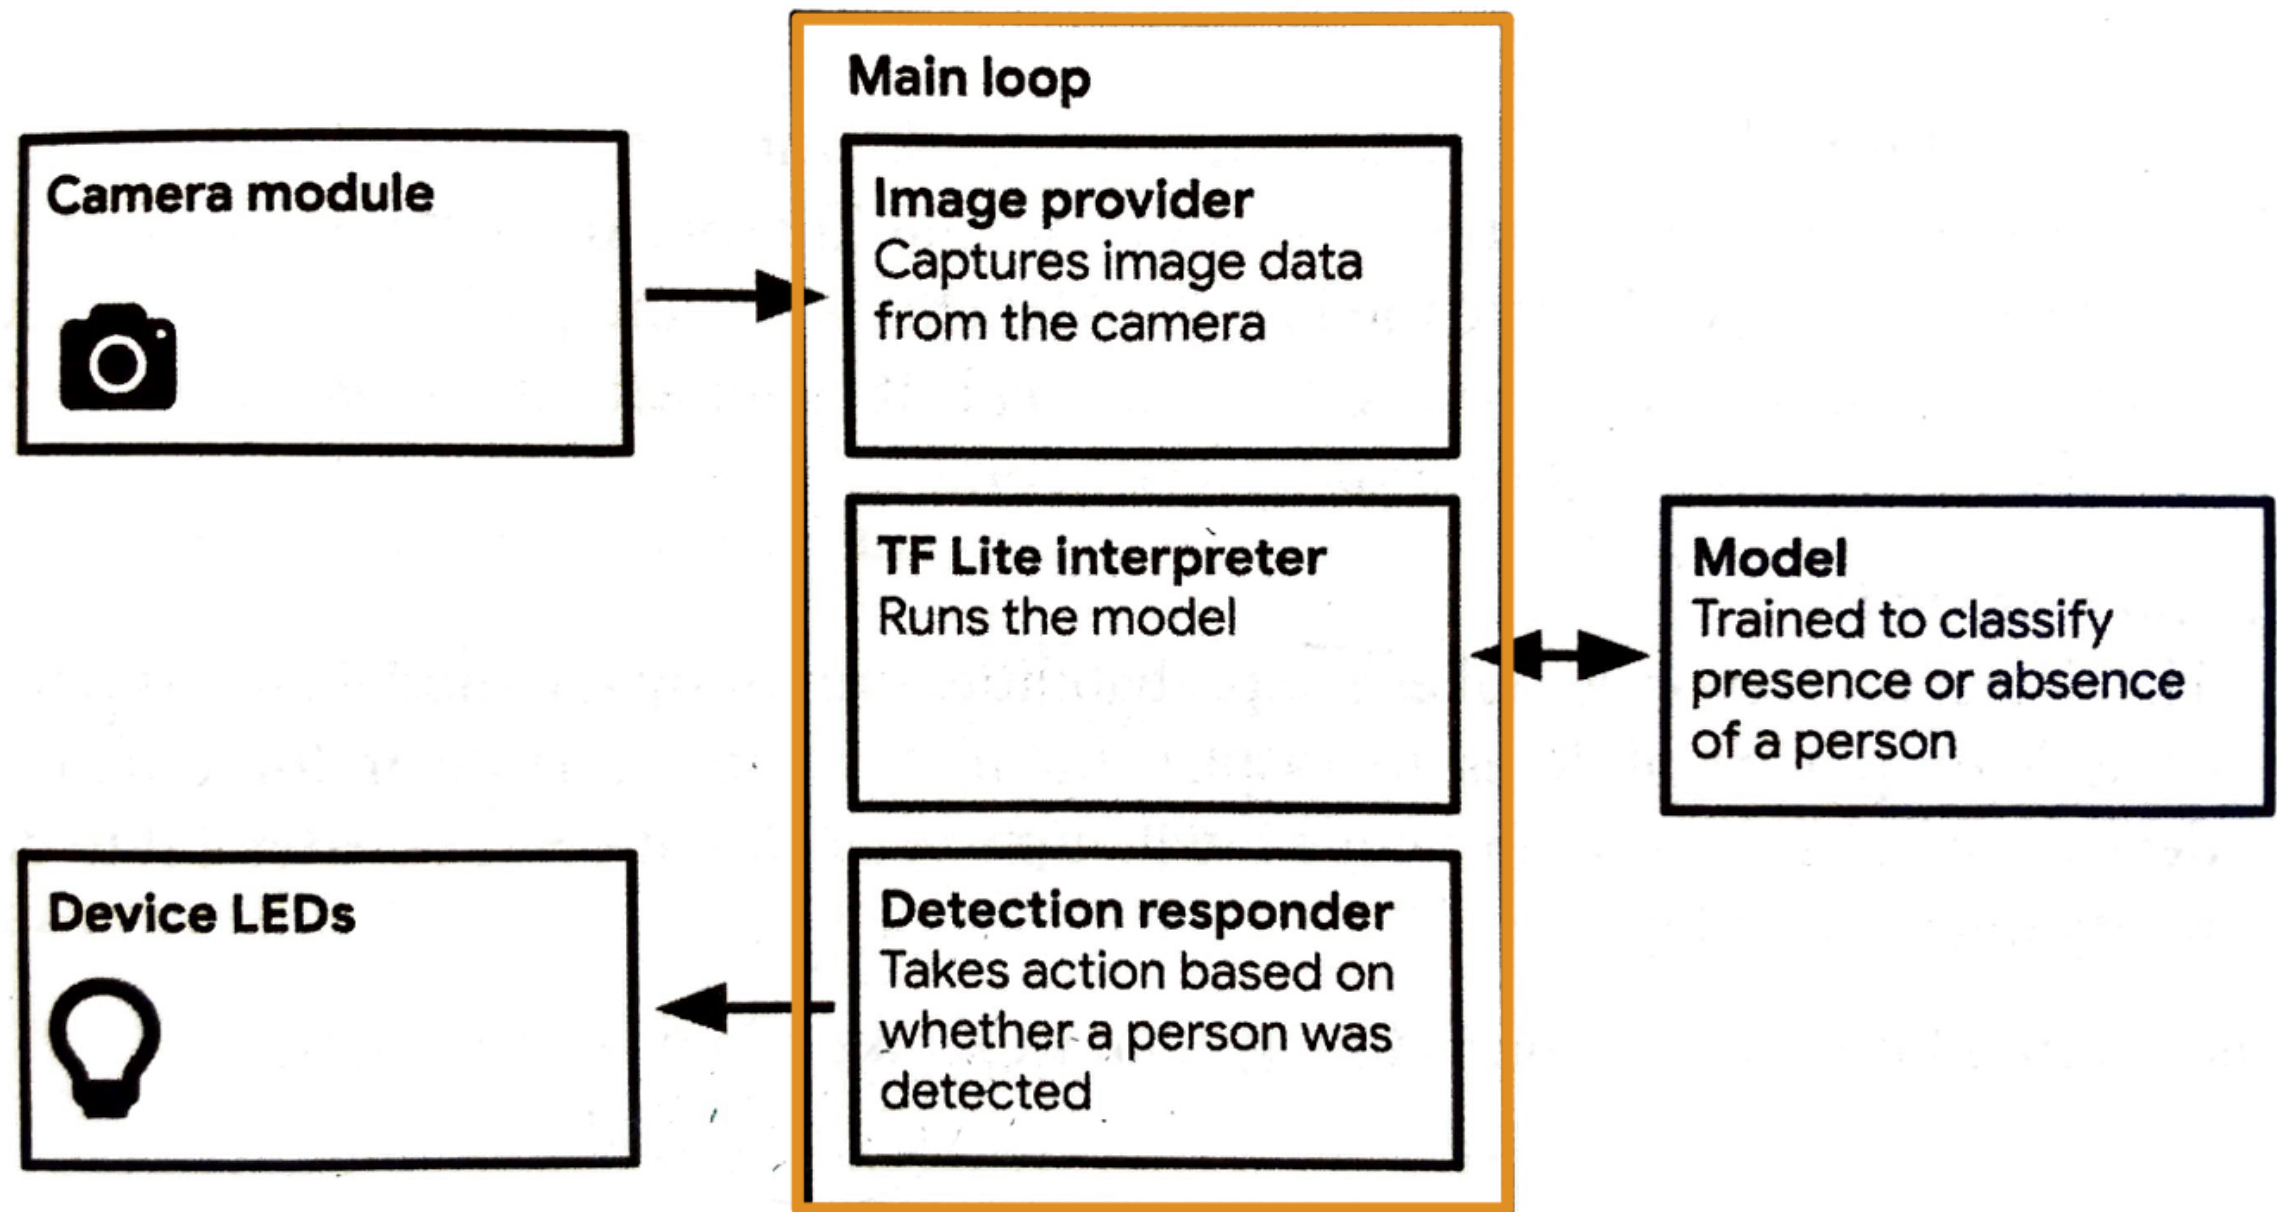 Main loop
Camera module
Image provider
Captures image data
from the camera
TF Lite interpreter
Runs the model
Model
Trained to classify
presence or absence
of a person
Device LEDs
Detection responder
Takes action based on
whether a person was
detected